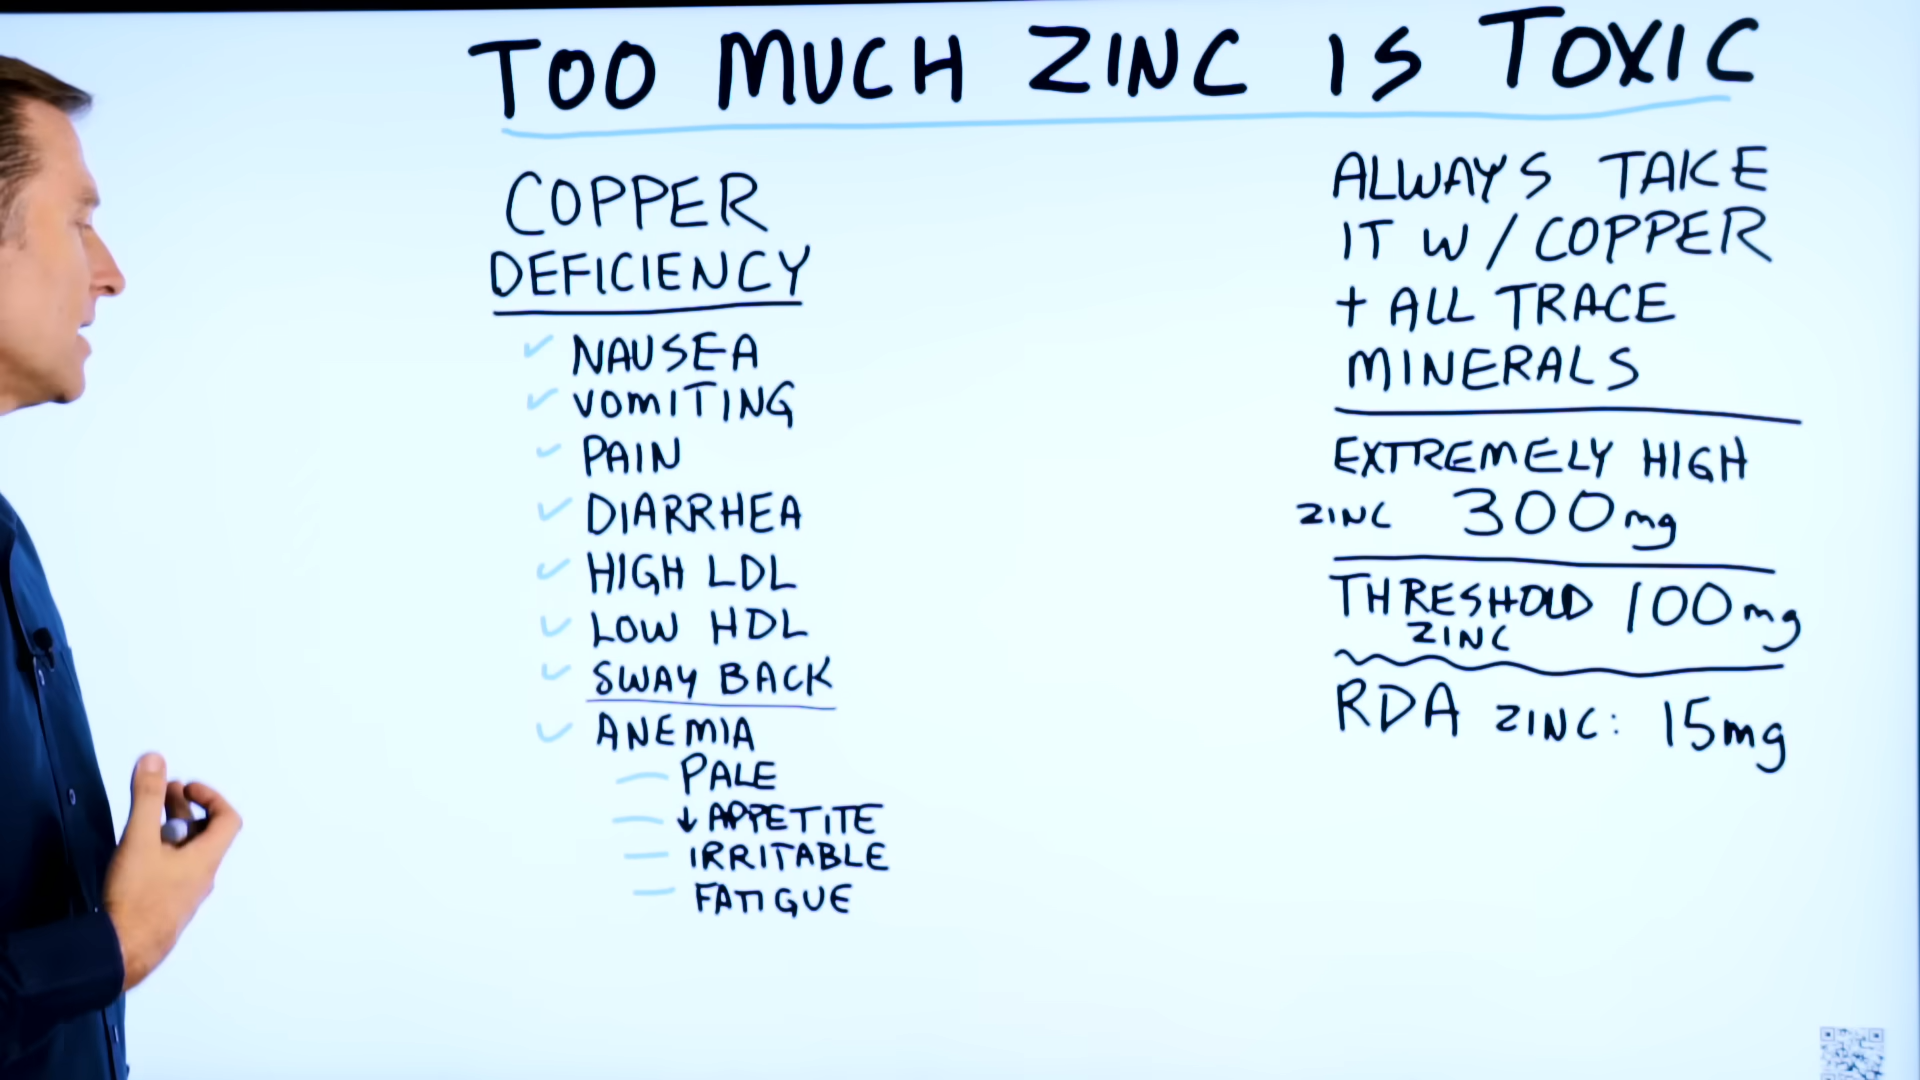 TOO MUCH ZINC IS TOXIC
COPPER
DEFICIENCY
NAUSEA
VOMITING
PAIN
DIARRHEA
HIGH LDL
LOW HDL
SWAY BACK
ANEMIA
PALE
↓ APPETITE
IRRITABLE
FATIGUE
ALWAYS TAKE
IT W/COPPER
+ ALL TRACE
MINERALS
EXTREMELY HIGH
ZINC 300mg
THRESHOLD 100mg
ZINC
RDA ZINC: 15mg